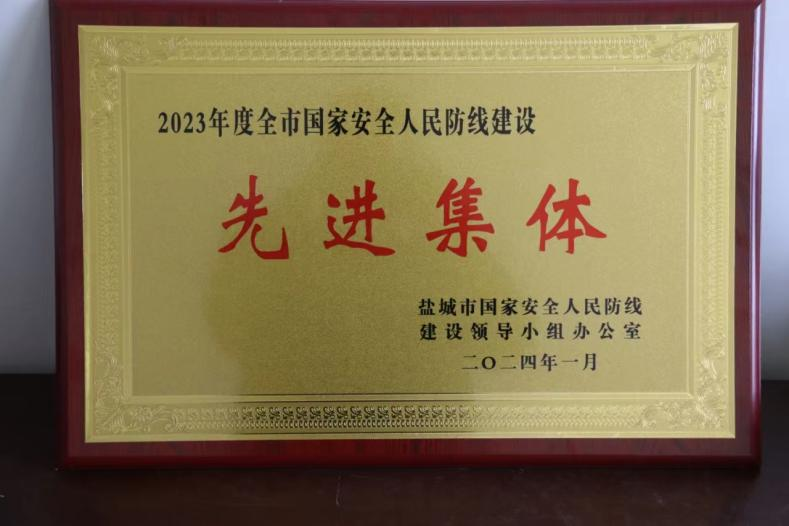 2023年度全市国家安全人民防线建设
先进集体
盐城市国家安全人民防线
建设领导小组办公室
二〇二四年一月